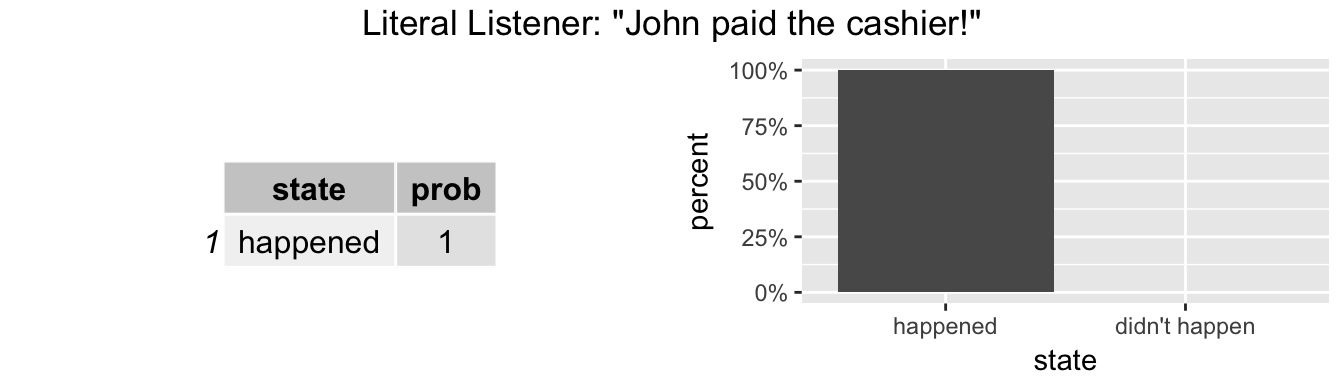 Literal Listener: "John paid the cashier!"
state prob
1 happened 1
percent
100%
75%
50%
25%
0%
happened didn't happen
state